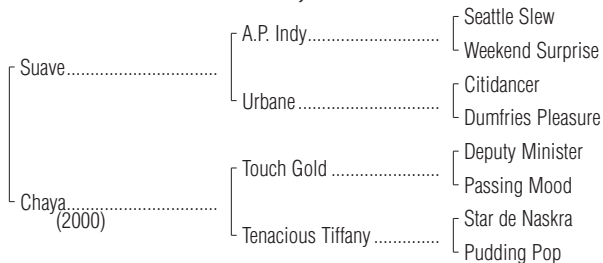 Seattle Slew
A.P. Indy..............................
Weekend Surprise
Suave..................................
Citidancer
Urbane ................................
Dumfries Pleasure
Deputy Minister
Touch Gold .........................
Passing Mood
Chaya..................................
(2000)
Star de Naskra
Tenacious Tiffany ..............
Pudding Pop